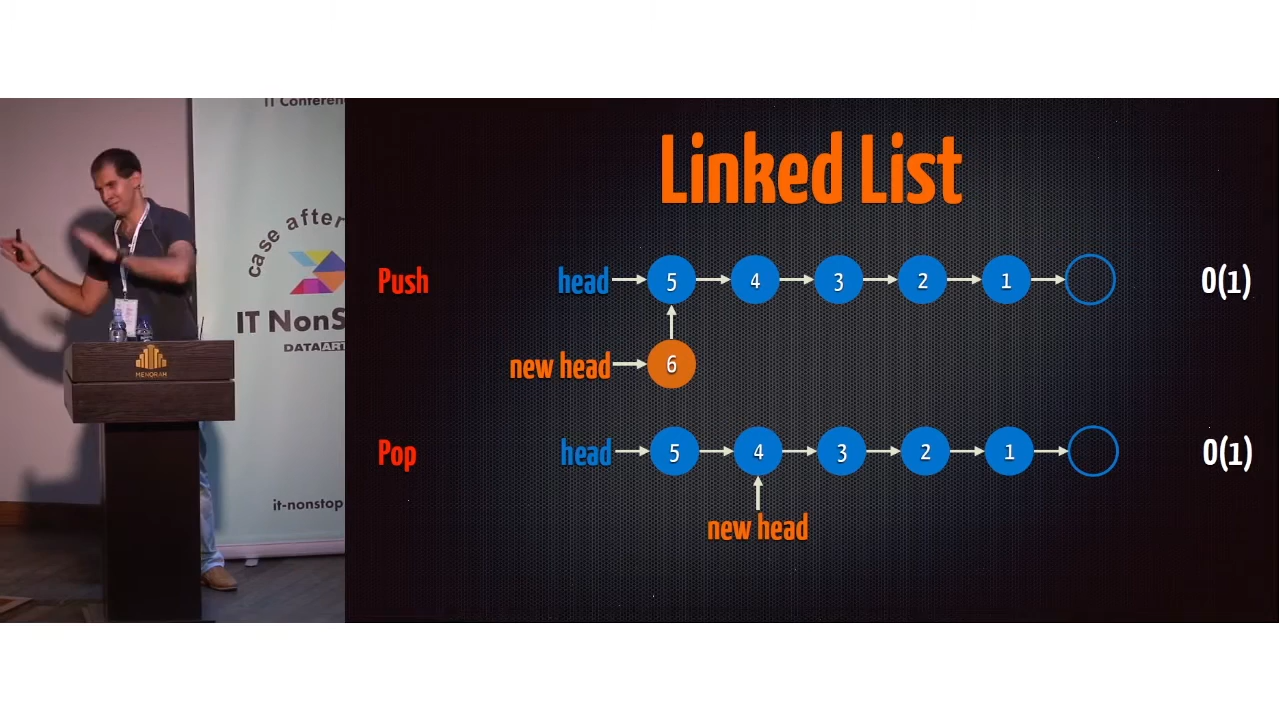 IT Conferen
case after
IT NonS
DATAART
it-nonstop
MENORAH
Linked List
Push
head
5
4
3
2
1
O(1)
new head
6
Pop
head
5
4
3
2
1
O(1)
new head